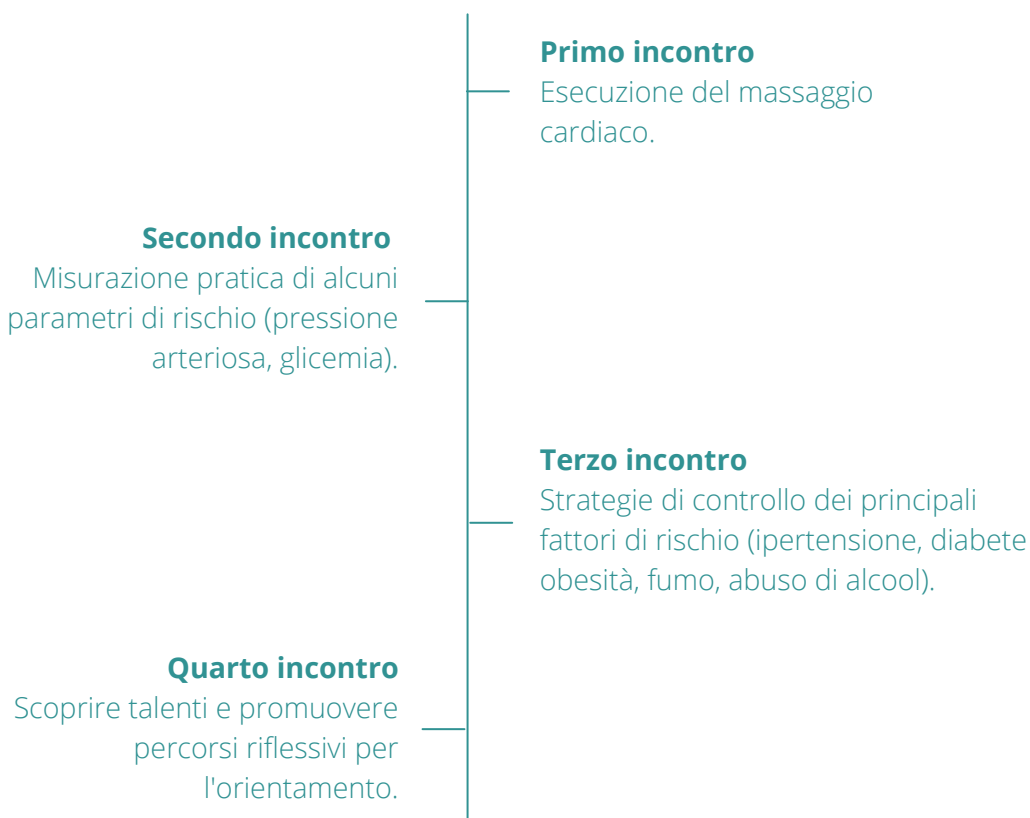 Primo incontro
Esecuzione del massaggio
cardiaco.
Secondo incontro
Misurazione pratica di alcuni
parametri di rischio (pressione
arteriosa, glicemia).
Terzo incontro
Strategie di controllo dei principali
fattori di rischio (ipertensione, diabete
obesità, fumo, abuso di alcool).
Quarto incontro
Scoprire talenti e promuovere
percorsi riflessivi per
l'orientamento.